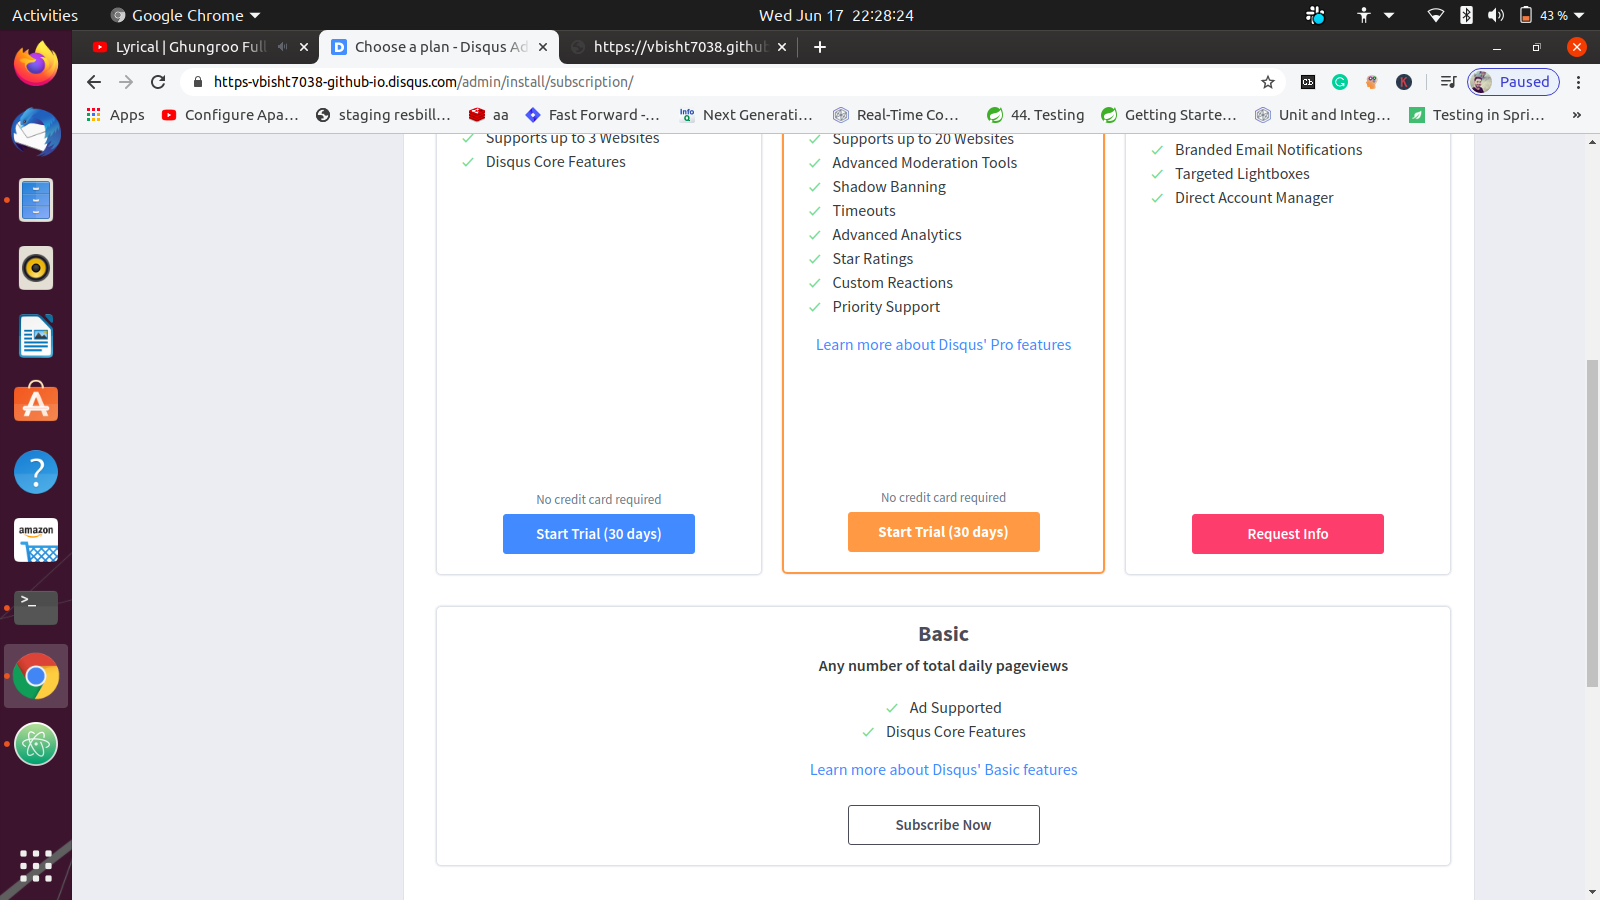 Activities
Google Chrome
Wed Jun 17 22:28:24
43 %
Lyrical | Ghungroo Full
Choose a plan - Disqus Ad
https://vbisht7038.github
https-vbisht7038-github-io.disqus.com/admin/install/subscription/
Paused
Apps
Configure Apa...
staging resbill...
aa
Fast Forward -...
Next Generati...
Real-Time Co...
44. Testing
Getting Starte...
Unit and Integ...
Testing in Spri...
»
Supports up to 3 Websites
Disqus Core Features
No credit card required
Start Trial (30 days)
Supports up to 20 Websites
Advanced Moderation Tools
Shadow Banning
Timeouts
Advanced Analytics
Star Ratings
Custom Reactions
Priority Support
Learn more about Disqus' Pro features
No credit card required
Start Trial (30 days)
Branded Email Notifications
Targeted Lightboxes
Direct Account Manager
Request Info
Basic
Any number of total daily pageviews
Ad Supported
Disqus Core Features
Learn more about Disqus' Basic features
Subscribe Now
amazon